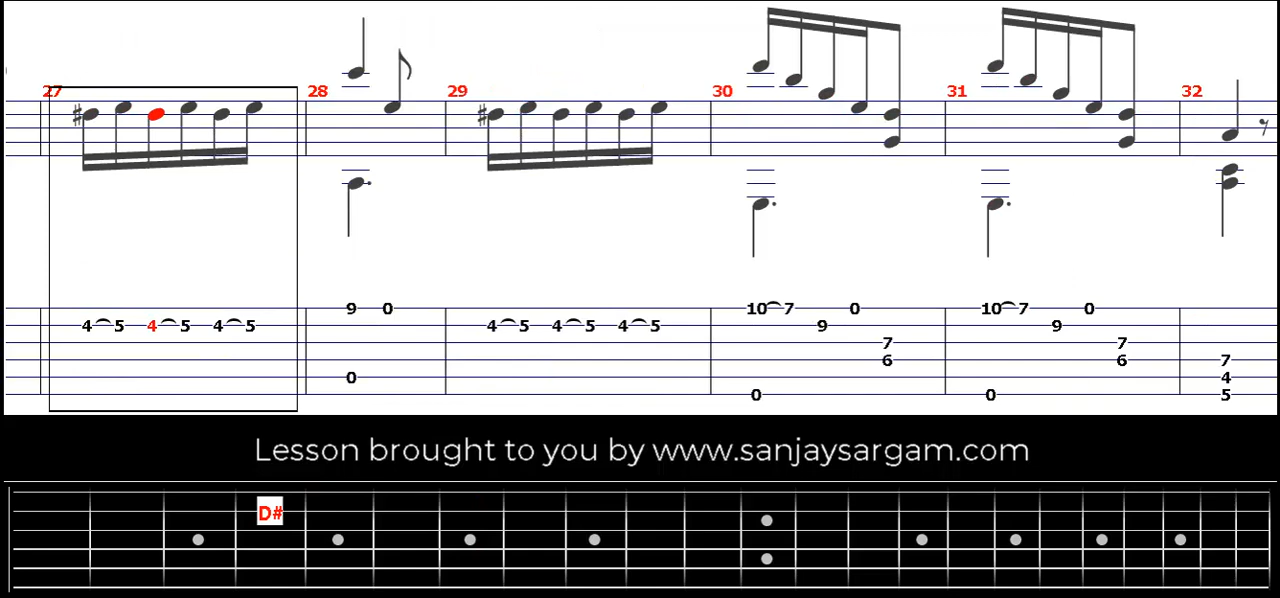 27 28 29 30 31 32
9 0 10 7 0 10 7 0
4 5 4 5 4 5 4 5 4 5 4 5 9 9
7 7
6 6 7
0 4
0 0 5
Lesson brought to you by www.sanjaysargam.com
D#